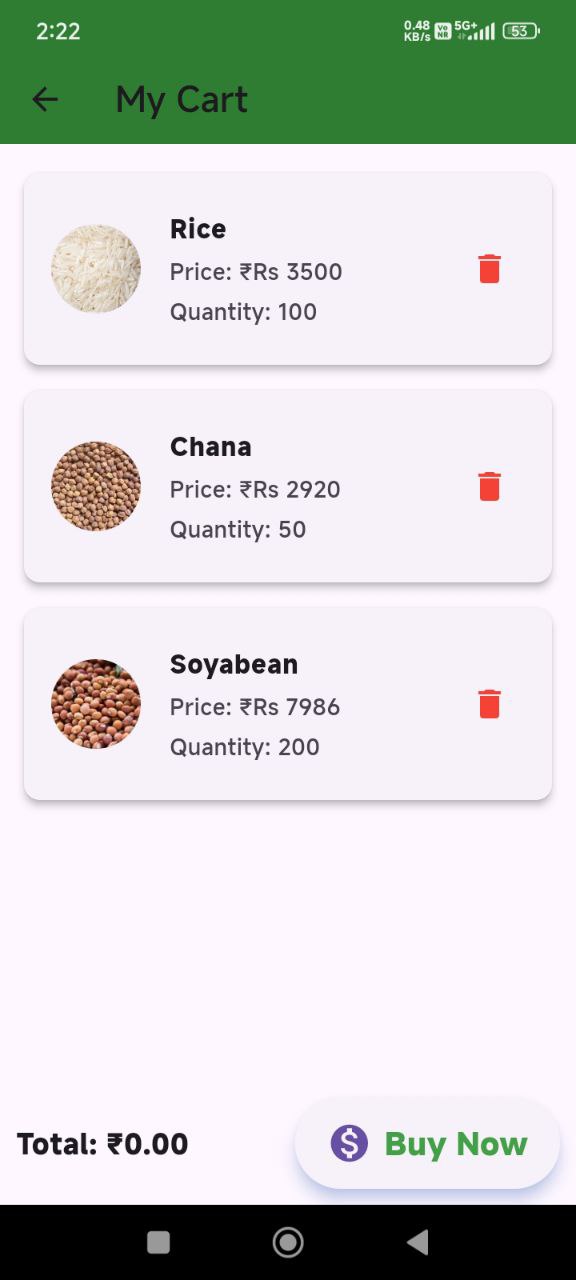 2:22
0.48 KB/s Vo NR 5G+ 53
My Cart
Rice
Price: ₹Rs 3500
Quantity: 100
Chana
Price: ₹Rs 2920
Quantity: 50
Soyabean
Price: ₹Rs 7986
Quantity: 200
Total: ₹0.00
$ Buy Now